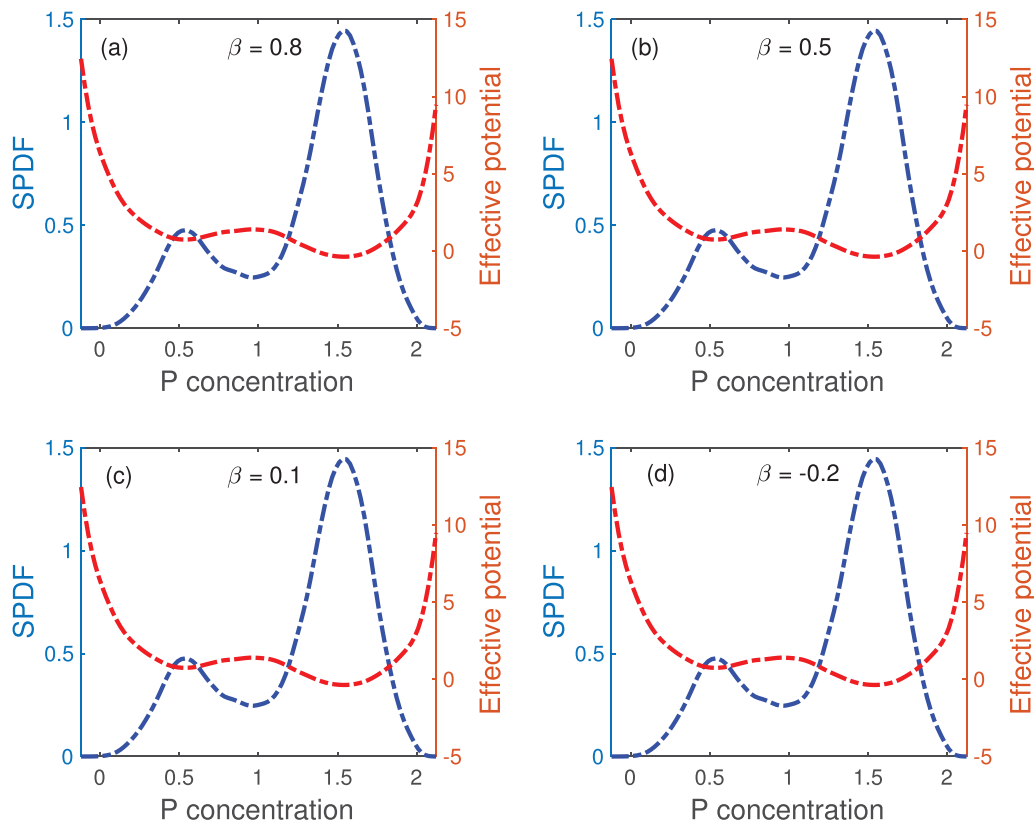 (a)
β = 0.8
1.5
1
0.5
0
SPDF
15
10
5
0
-5
Effective potential
0 0.5 1 1.5 2
P concentration
(b)
β = 0.5
1.5
1
0.5
0
SPDF
15
10
5
0
-5
Effective potential
0 0.5 1 1.5 2
P concentration
(c)
β = 0.1
1.5
1
0.5
0
SPDF
15
10
5
0
-5
Effective potential
0 0.5 1 1.5 2
P concentration
(d)
β = -0.2
1.5
1
0.5
0
SPDF
15
10
5
0
-5
Effective potential
0 0.5 1 1.5 2
P concentration